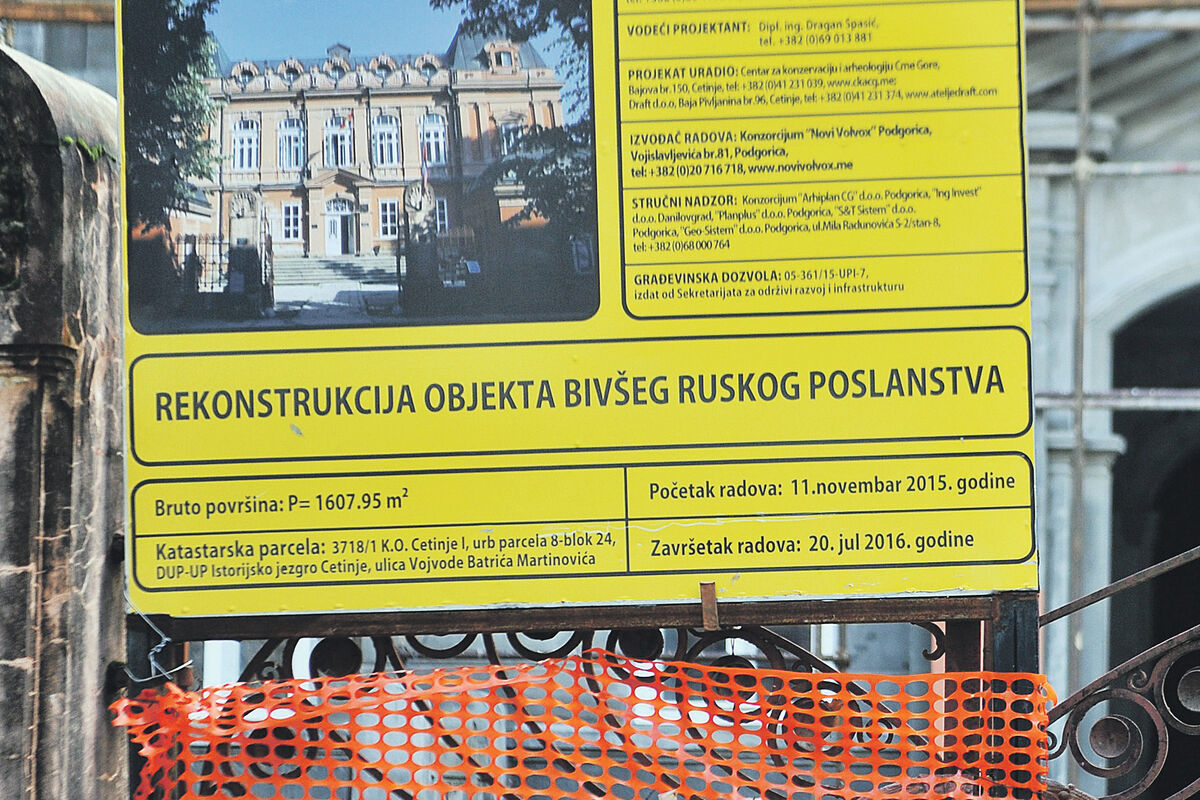 VODEĆI PROJEKTANT: Dipl. ing. Dragan Špasić,
tel. +382 (0)69 013 881
PROJEKAT URADIO: Centar za konzervaciju i arheologiju Crne Gore,
Bajova br.150, Cetinje, tel: +382(0)41 231 039, www.ckacg.me;
Draft d.o.o, Baja Pivljanina br.96, Cetinje, tel: +382(0)41 231 374, www.ateljedraft.com
IZVOĐAČ RADOVA: Konzorcijum "Novi Volvox" Podgorica,
Vojislavljevića br.81, Podgorica,
tel: +382 (0)20 716 718, www.novivolvox.me
STRUČNI NADZOR: Konzorcijum "Arhiplan CG" d.o.o. Podgorica, "Ing Invest"
d.o.o. Danilovgrad, "Planplus" d.o.o. Podgorica, "S&T Sistem" d.o.o.
Podgorica, "Geo-Sistem" d.o.o. Podgorica, ul.Mila Radunovića S-2/stan-8,
tel: +382(0)68 000 764
GRAĐEVINSKA DOZVOLA: 05-361/15-UPI-7,
izdat od Sekretarijata za održivi razvoj i infrastrukturu
REKONSTRUKCIJA OBJEKTA BIVŠEG RUSKOG POSLANSTVA
Bruto površina: P= 1607.95 m²
Početak radova: 11.novembar 2015. godine
Katastarska parcela: 3718/1 K.O. Cetinje I, urb parcela 8-blok 24,
DUP-UP Istorijsko jezgro Cetinje, ulica Vojvode Batrića Martinovića
Završetak radova: 20. jul 2016. godine